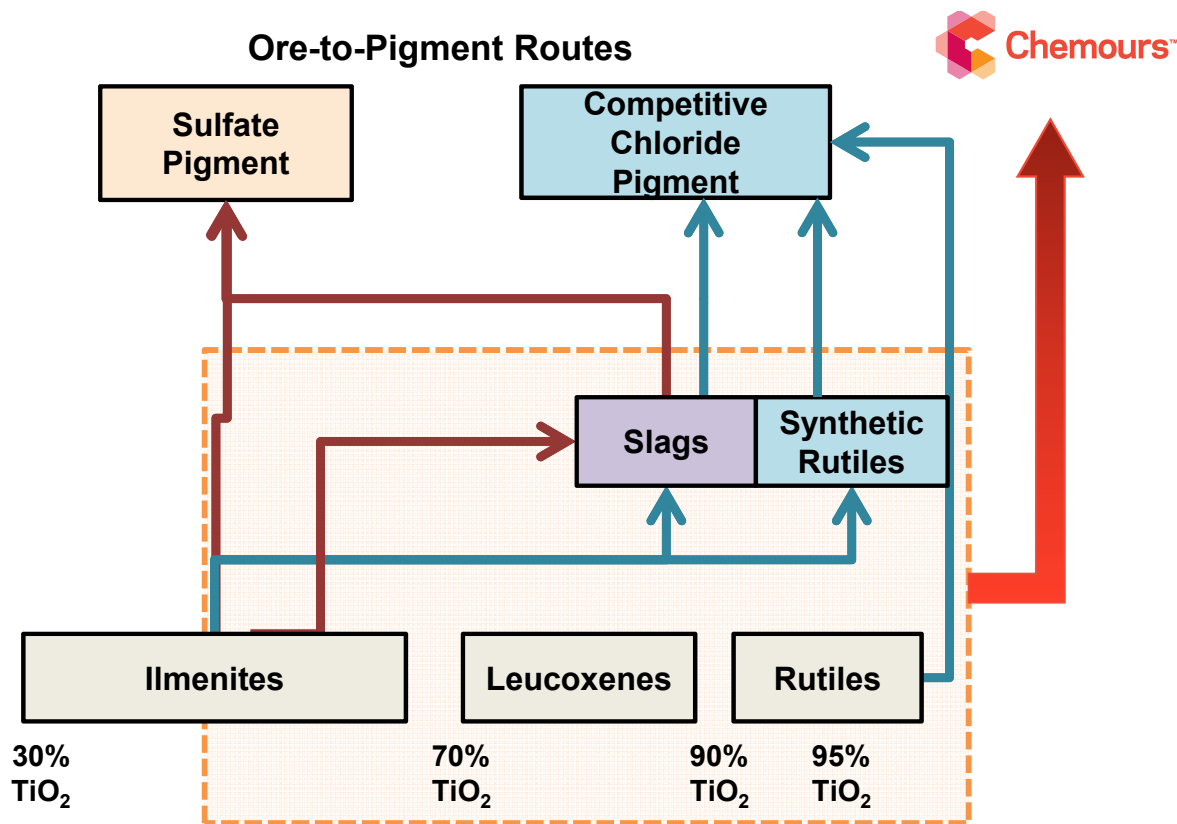 Ore-to-Pigment Routes
Chemours™
Sulfate
Pigment
Competitive
Chloride
Pigment
Slags
Synthetic
Rutiles
Ilmenites
Leucoxenes
Rutiles
30%
TiO₂
70%
TiO₂
90%
TiO₂
95%
TiO₂